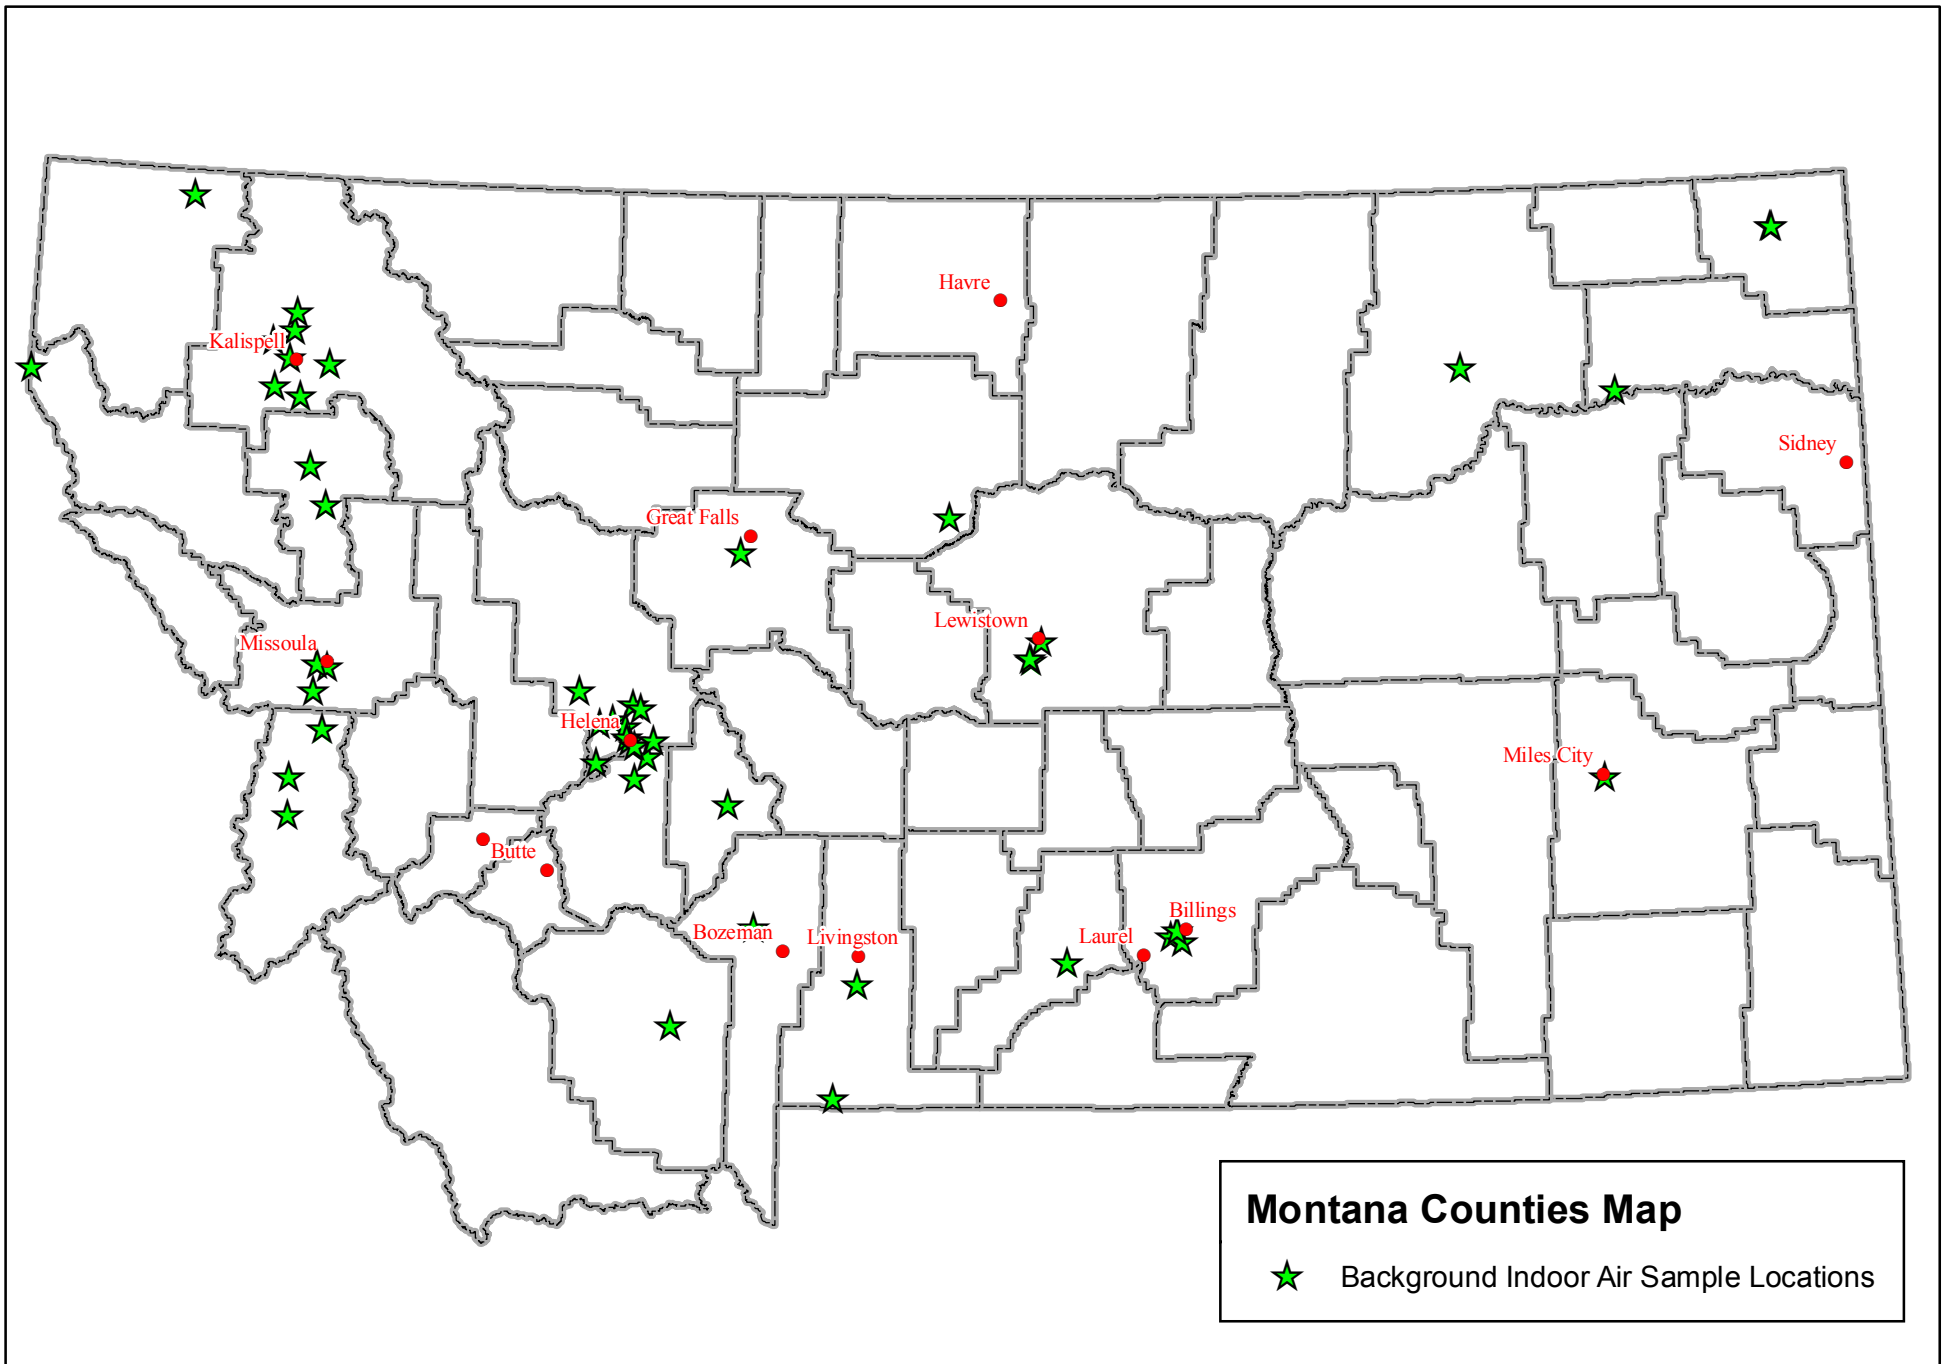 Havre
Kalispell
Sidney
Great Falls
Lewistown
Missoula
Helena
Miles City
Butte
Billings
Bozeman
Livingston
Laurel
Montana Counties Map
Background Indoor Air Sample Locations